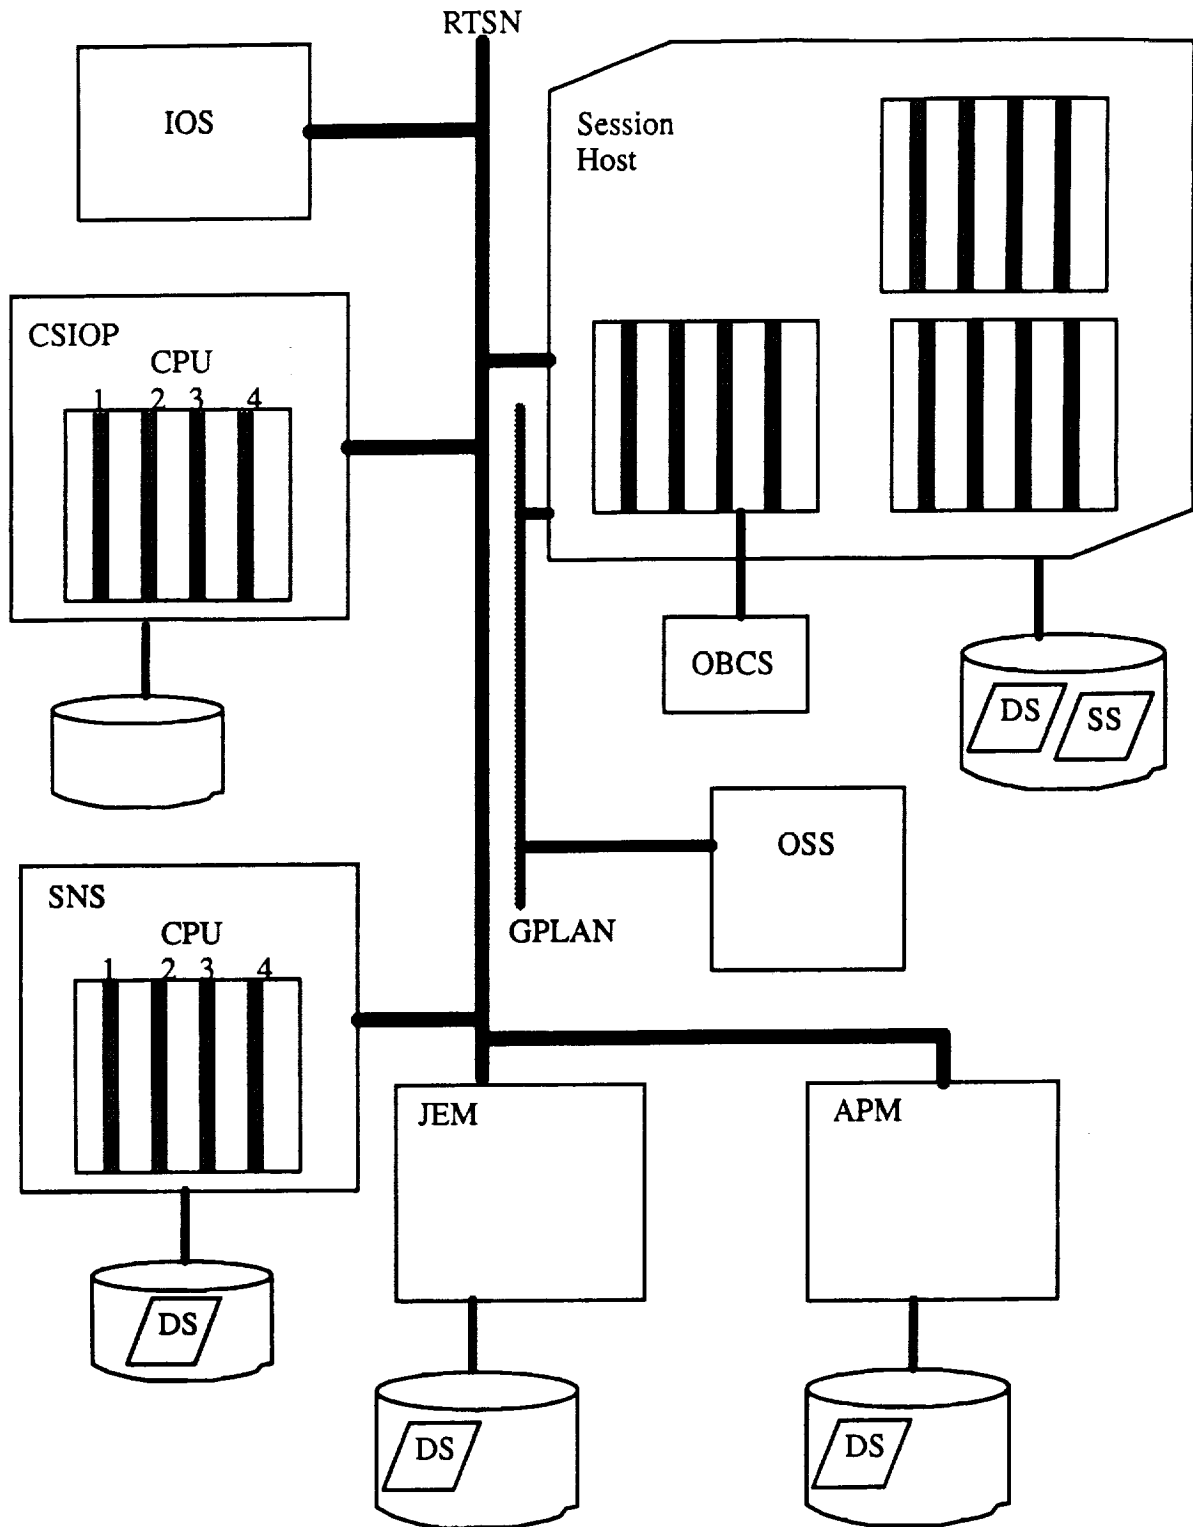 RTSN
IOS
Session
Host
CSIOP
CPU
1 2 3 4
OBCS
DS
SS
OSS
SNS
CPU
1 2 3 4
GPLAN
JEM
APM
DS
DS
DS